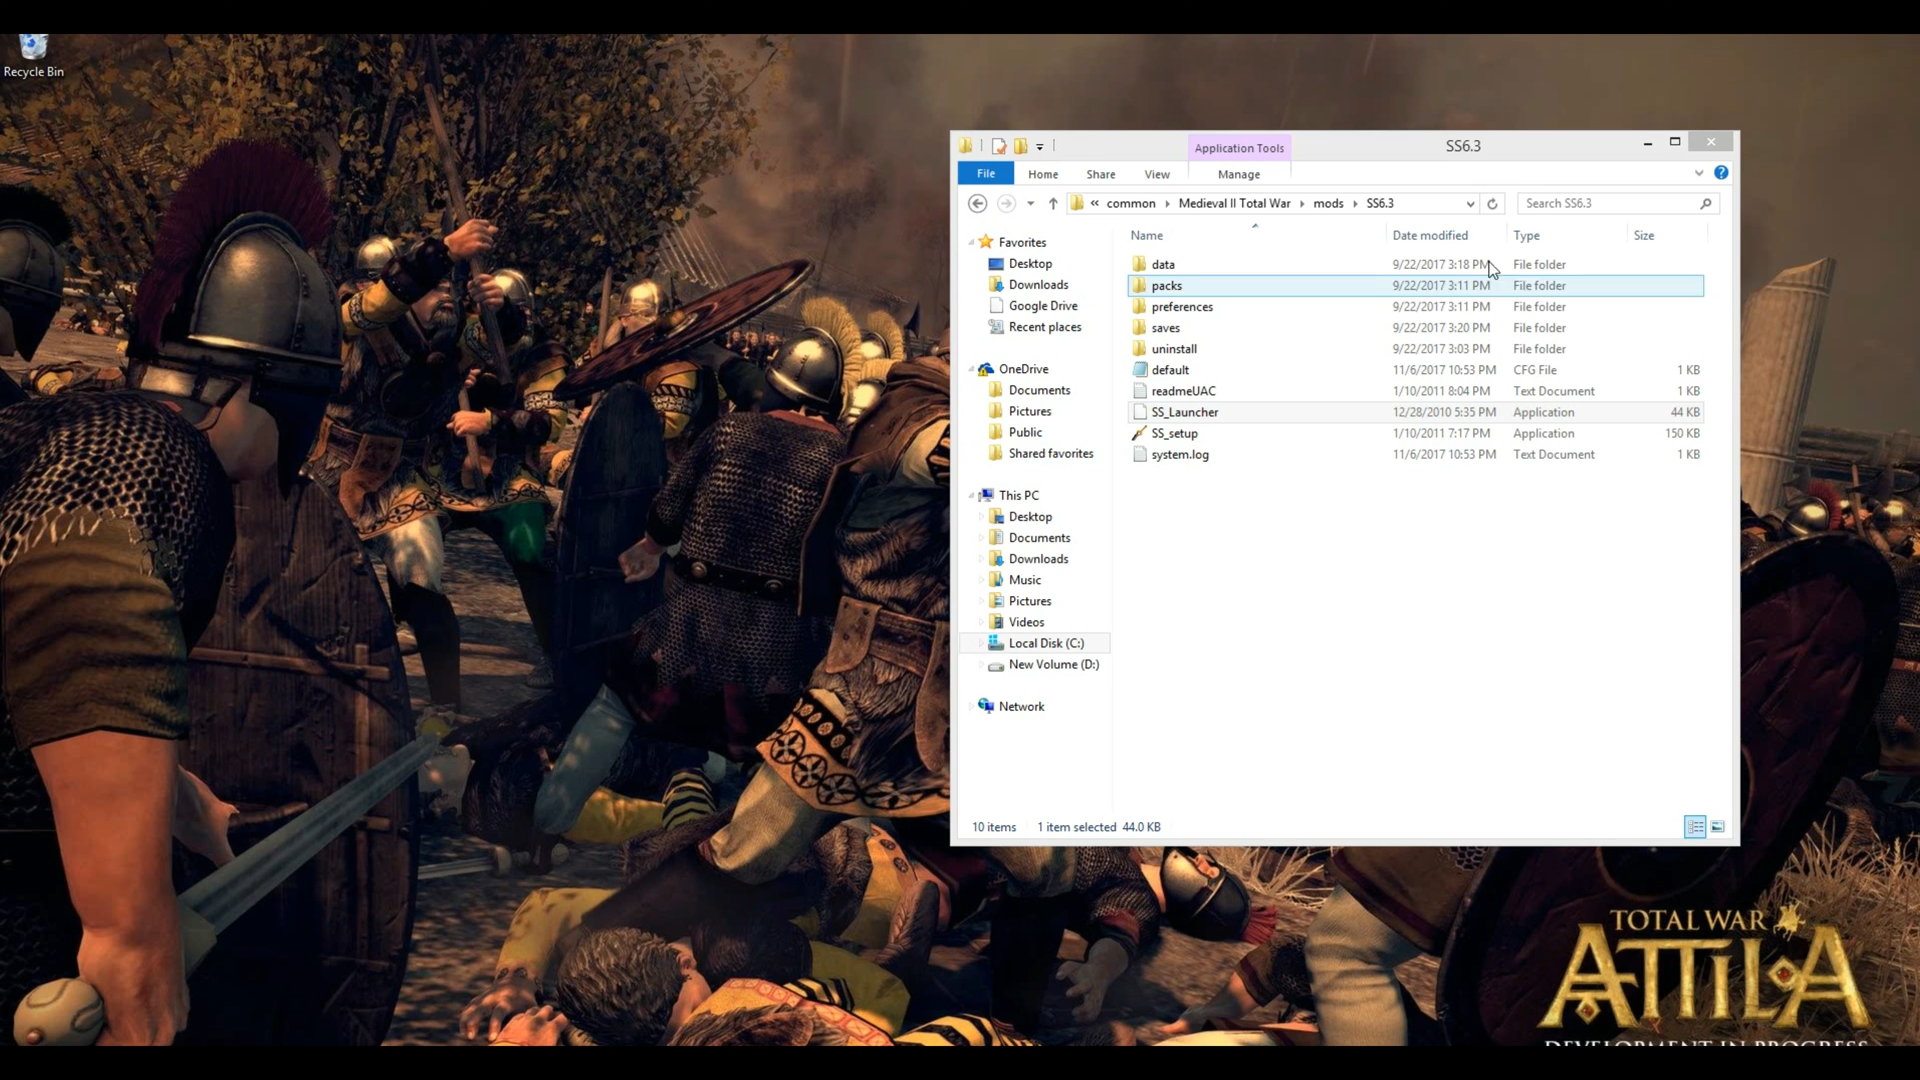 Recycle Bin
Application Tools
SS6.3
File
Home
Share
View
Manage
« common
Medieval II Total War
mods
SS6.3
Search SS6.3
Name
Date modified
Type
Size
Favorites
Desktop
Downloads
Google Drive
Recent places
OneDrive
Documents
Pictures
Public
Shared favorites
This PC
Desktop
Documents
Downloads
Music
Pictures
Videos
Local Disk (C:)
New Volume (D:)
Network
data 9/22/2017 3:18 PM File folder
packs 9/22/2017 3:11 PM File folder
preferences 9/22/2017 3:11 PM File folder
saves 9/22/2017 3:20 PM File folder
uninstall 9/22/2017 3:03 PM File folder
default 11/6/2017 10:53 PM CFG File 1 KB
readmeUAC 1/10/2011 8:04 PM Text Document 1 KB
SS_Launcher 12/28/2010 5:35 PM Application 44 KB
SS_setup 1/10/2011 7:17 PM Application 150 KB
system.log 11/6/2017 10:53 PM Text Document 1 KB
10 items 1 item selected 44.0 KB
TOTAL WAR
ATTILA
DEVELOPMENT IN PROGRESS